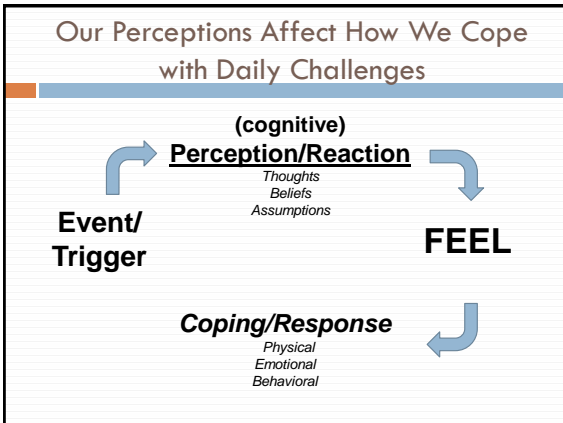 Our Perceptions Affect How We Cope
with Daily Challenges
(cognitive)
Perception/Reaction
Thoughts
Beliefs
Assumptions
Event/
Trigger
FEEL
Coping/Response
Physical
Emotional
Behavioral